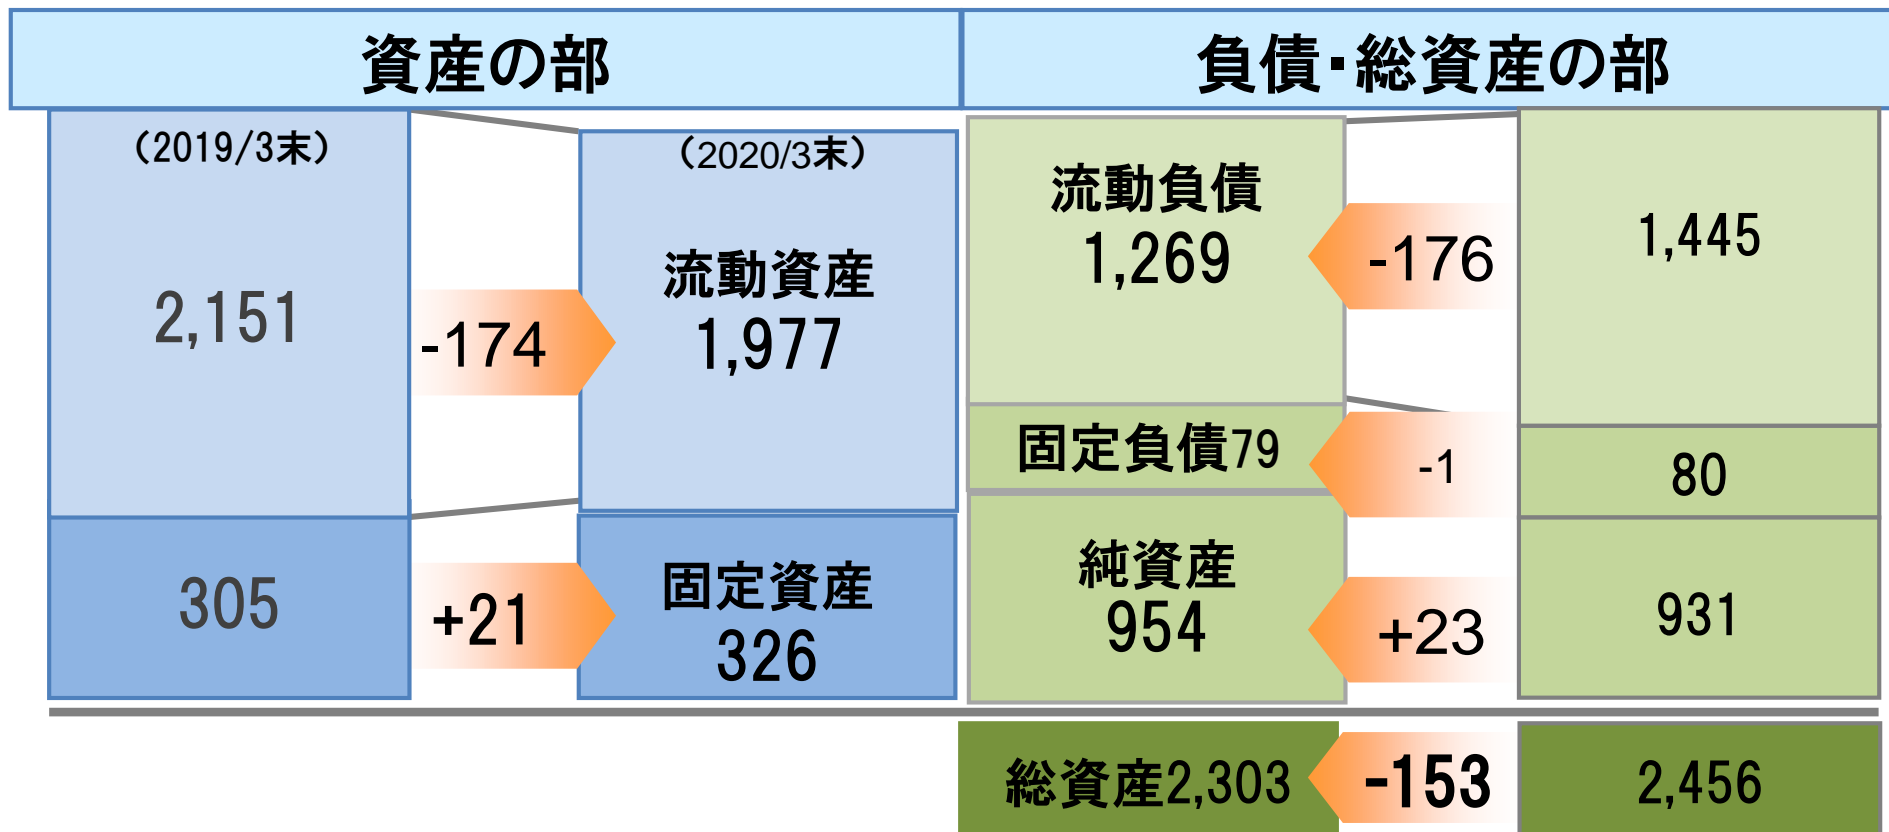 資産の部
負債・総資産の部
（2019/3末）
2,151
305
-174
+21
（2020/3末）
流動資産
1,977
固定資産
326
流動負債
1,269
固定負債79
純資産
954
-176
-1
+23
1,445
80
931
総資産2,303
-153
2,456